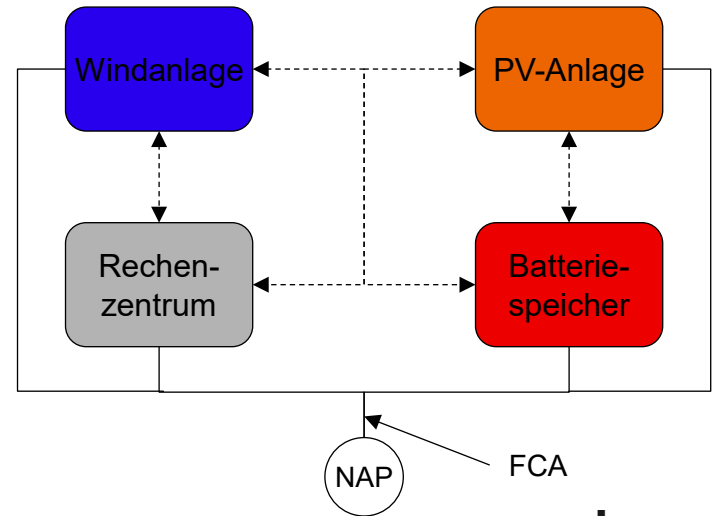 Windanlage
PV-Anlage
Rechen-
zentrum
Batterie-
speicher
FCA
NAP